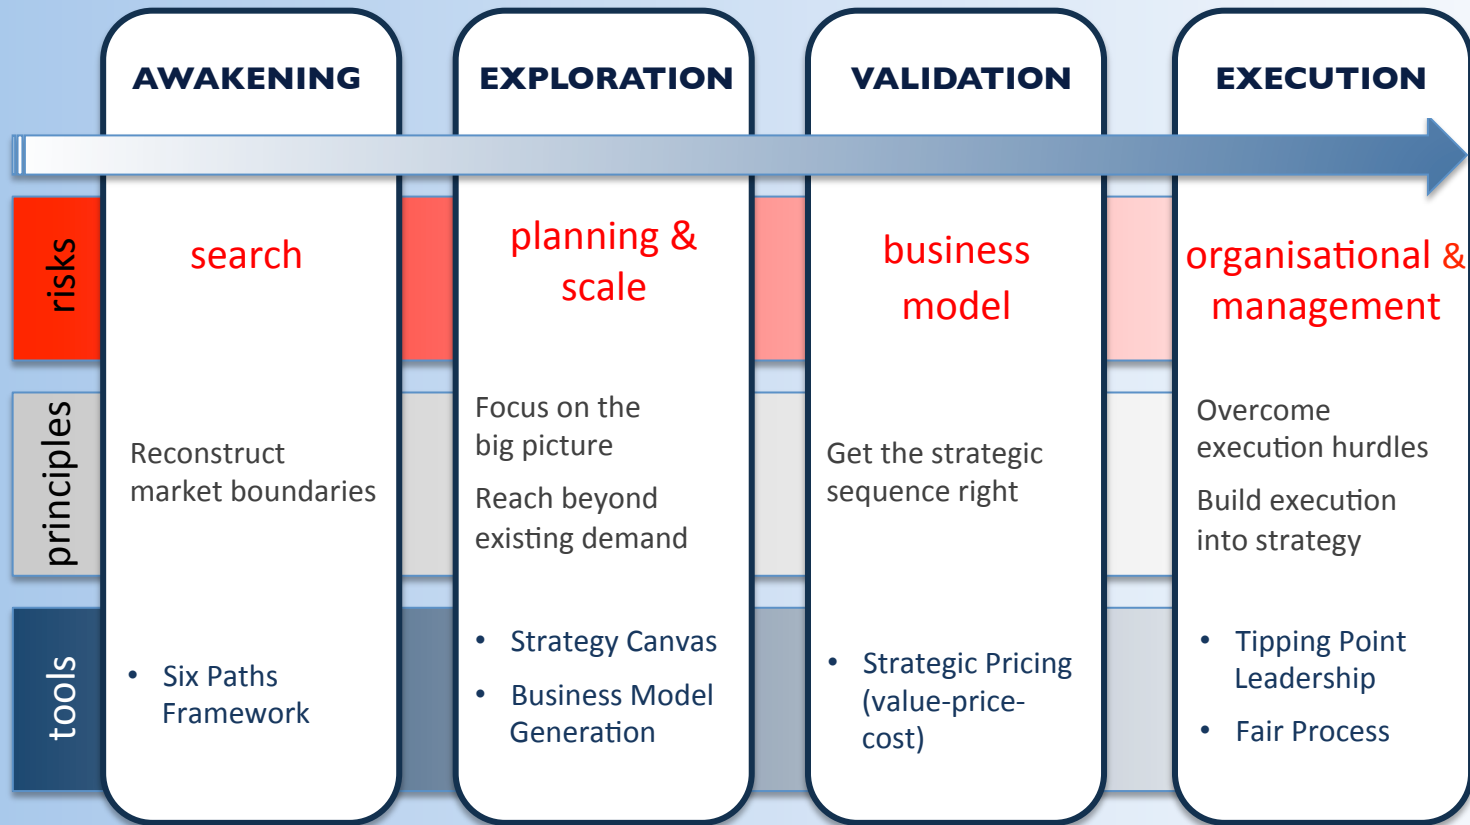 AWAKENING
EXPLORATION
VALIDATION
EXECUTION
risks
search
planning &
scale
business
model
organisational &
management
principles
Reconstruct
market boundaries
Focus on the
big picture
Reach beyond
existing demand
Get the strategic
sequence right
Overcome
execution hurdles
Build execution
into strategy
tools
• Six Paths
Framework
• Strategy Canvas
• Business Model
Generation
• Strategic Pricing
(value-price-
cost)
• Tipping Point
Leadership
• Fair Process